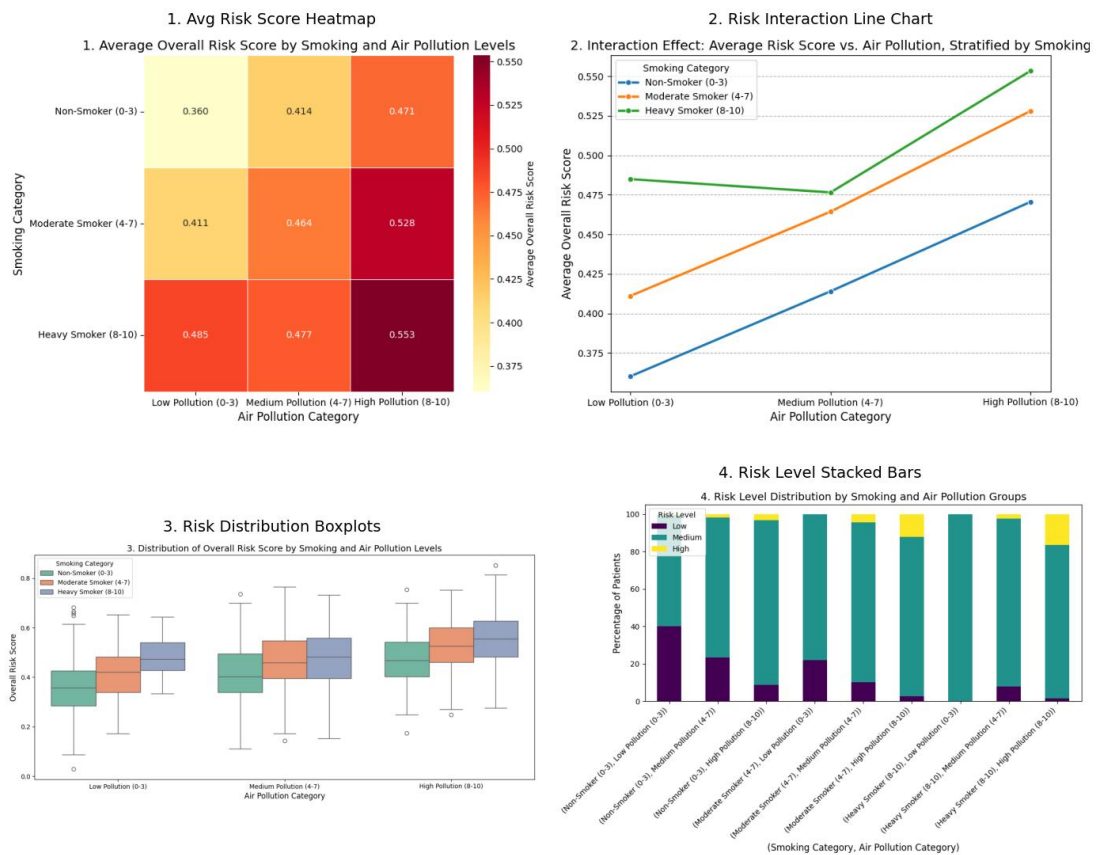 1. Avg Risk Score Heatmap
1. Average Overall Risk Score by Smoking and Air Pollution Levels
Smoking Category
Non-Smoker (0-3)
0.360 0.414 0.471
Moderate Smoker (4-7)
0.411 0.464 0.528
Heavy Smoker (8-10)
0.485 0.477 0.553
Low Pollution (0-3) Medium Pollution (4-7) High Pollution (8-10)
Air Pollution Category
0.550
0.525
0.500
0.475
0.450
0.425
0.400
0.375
Average Overall Risk Score
2. Risk Interaction Line Chart
2. Interaction Effect: Average Risk Score vs. Air Pollution, Stratified by Smoking
Smoking Category
Non-Smoker (0-3)
Moderate Smoker (4-7)
Heavy Smoker (8-10)
Average Overall Risk Score
0.550
0.525
0.500
0.475
0.450
0.425
0.400
0.375
Low Pollution (0-3) Medium Pollution (4-7) High Pollution (8-10)
Air Pollution Category
3. Risk Distribution Boxplots
3. Distribution of Overall Risk Score by Smoking and Air Pollution Levels
Smoking Category
Non-Smoker (0-3)
Moderate Smoker (4-7)
Heavy Smoker (8-10)
Overall Risk Score
0.8
0.6
0.4
0.2
0.0
Low Pollution (0-3) Medium Pollution (4-7) High Pollution (8-10)
Air Pollution Category
4. Risk Level Stacked Bars
4. Risk Level Distribution by Smoking and Air Pollution Groups
Risk Level
Low
Medium
High
Percentage of Patients
100
80
60
40
20
0
(Non-Smoker (0-3), Low Pollution (0-3))
(Non-Smoker (0-3), Medium Pollution (4-7))
(Non-Smoker (0-3), High Pollution (8-10))
(Moderate Smoker (4-7), Low Pollution (0-3))
(Moderate Smoker (4-7), Medium Pollution (4-7))
(Moderate Smoker (4-7), High Pollution (8-10))
(Heavy Smoker (8-10), Low Pollution (0-3))
(Heavy Smoker (8-10), Medium Pollution (4-7))
(Heavy Smoker (8-10), High Pollution (8-10))
(Smoking Category, Air Pollution Category)